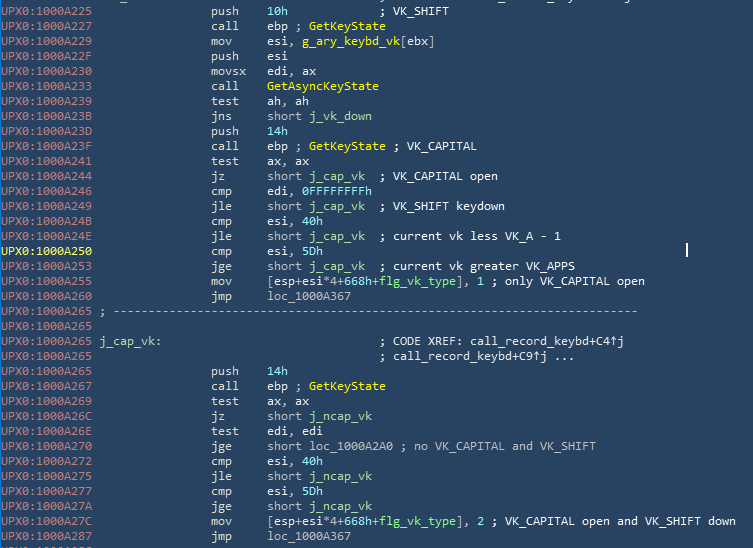 UPX0:1000A225 push 10h ; VK_SHIFT
UPX0:1000A227 call ebp ; GetKeyState
UPX0:1000A229 mov esi, g_ary_keybd_vk[ebx]
UPX0:1000A22F push esi
UPX0:1000A230 movsx edi, ax
UPX0:1000A233 call GetAsyncKeyState
UPX0:1000A239 test ah, ah
UPX0:1000A23B jns short j_vk_down
UPX0:1000A23D push 14h
UPX0:1000A23F call ebp ; GetKeyState ; VK_CAPITAL
UPX0:1000A241 test ax, ax
UPX0:1000A244 jz short j_cap_vk ; VK_CAPITAL open
UPX0:1000A246 cmp edi, 0FFFFFFFFh
UPX0:1000A249 jle short j_cap_vk ; VK_SHIFT keydown
UPX0:1000A24B cmp esi, 40h
UPX0:1000A24E jle short j_cap_vk ; current vk less VK_A - 1
UPX0:1000A250 cmp esi, 5Dh
UPX0:1000A253 jge short j_cap_vk ; current vk greater VK_APPS
UPX0:1000A255 mov [esp+esi*4+668h+flg_vk_type], 1 ; only VK_CAPITAL open
UPX0:1000A260 jmp loc_1000A367
UPX0:1000A265 ; ---------------------------------------------------------------------------
UPX0:1000A265
UPX0:1000A265 j_cap_vk: ; CODE XREF: call_record_keybd+C4↑j
UPX0:1000A265 ; call_record_keybd+C9↑j ...
UPX0:1000A265 push 14h
UPX0:1000A267 call ebp ; GetKeyState
UPX0:1000A269 test ax, ax
UPX0:1000A26C jz short j_ncap_vk
UPX0:1000A26E test edi, edi
UPX0:1000A270 jge short loc_1000A2A0 ; no VK_CAPITAL and VK_SHIFT
UPX0:1000A272 cmp esi, 40h
UPX0:1000A275 jle short j_ncap_vk
UPX0:1000A277 cmp esi, 5Dh
UPX0:1000A27A jge short j_ncap_vk
UPX0:1000A27C mov [esp+esi*4+668h+flg_vk_type], 2 ; VK_CAPITAL open and VK_SHIFT down
UPX0:1000A287 jmp loc_1000A367